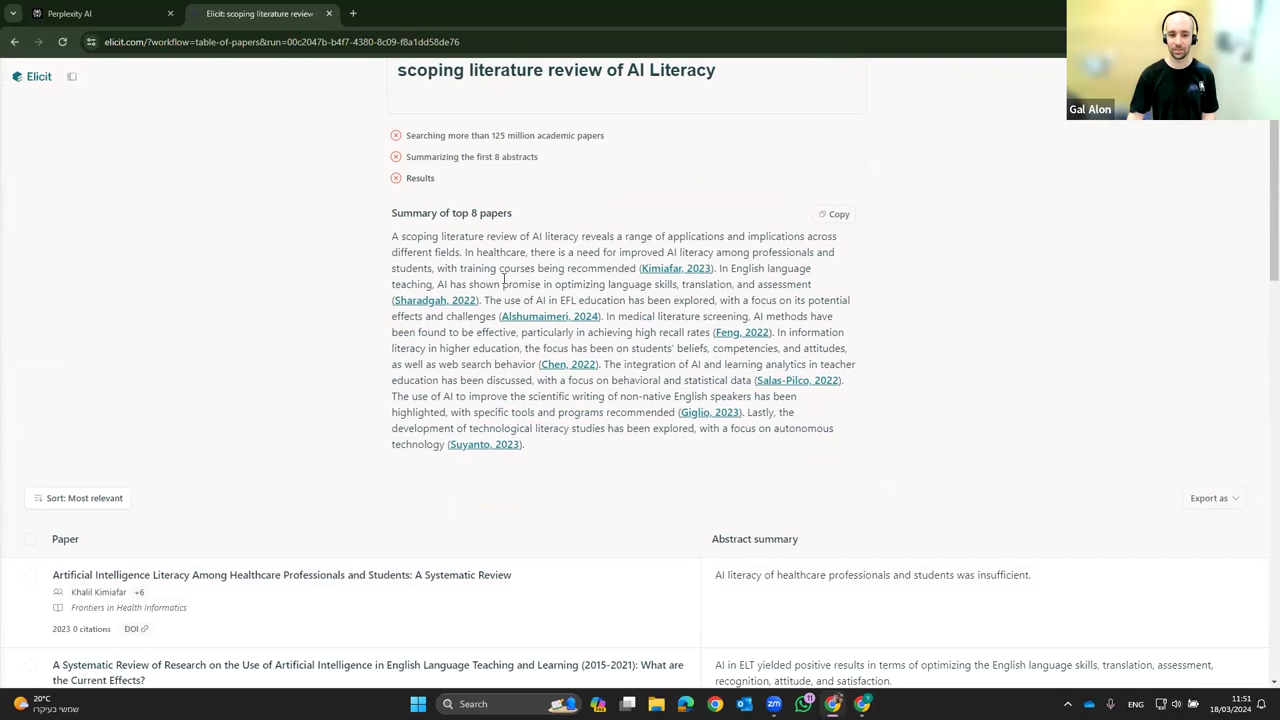 Perplexity AI
Elicit: scoping literature review
elicit.com/?workflow=table-of-papers&run=00c2047b-b4f7-4380-8c09-f8a1dd58de76
Gal Alon
Elicit
scoping literature review of AI Literacy
Searching more than 125 million academic papers
Summarizing the first 8 abstracts
Results
Summary of top 8 papers
Copy
A scoping literature review of AI literacy reveals a range of applications and implications across
different fields. In healthcare, there is a need for improved AI literacy among professionals and
students, with training courses being recommended (Kimiafar, 2023). In English language
teaching, AI has shown promise in optimizing language skills, translation, and assessment
(Sharadgah, 2022). The use of AI in EFL education has been explored, with a focus on its potential
effects and challenges (Alshumaimeri, 2024). In medical literature screening, AI methods have
been found to be effective, particularly in achieving high recall rates (Feng, 2022). In information
literacy in higher education, the focus has been on students' beliefs, competencies, and attitudes,
as well as web search behavior (Chen, 2022). The integration of AI and learning analytics in teacher
education has been discussed, with a focus on behavioral and statistical data (Salas-Pilco, 2022).
The use of AI to improve the scientific writing of non-native English speakers has been
highlighted, with specific tools and programs recommended (Giglio, 2023). Lastly, the
development of technological literacy studies has been explored, with a focus on autonomous
technology (Suyanto, 2023).
Sort: Most relevant
Export as
Paper
Abstract summary
Artificial Intelligence Literacy Among Healthcare Professionals and Students: A Systematic Review
AI literacy of healthcare professionals and students was insufficient.
Khalil Kimiafar +6
Frontiers in Health Informatics
2023 0 citations DOI
A Systematic Review of Research on the Use of Artificial Intelligence in English Language Teaching and Learning (2015-2021): What are
the Current Effects?
AI in ELT yielded positive results in terms of optimizing the English language skills, translation, assessment,
recognition, attitude, and satisfaction.
20°C
שמשי בעיקרו
Search
11
ENG
11:51
18/03/2024